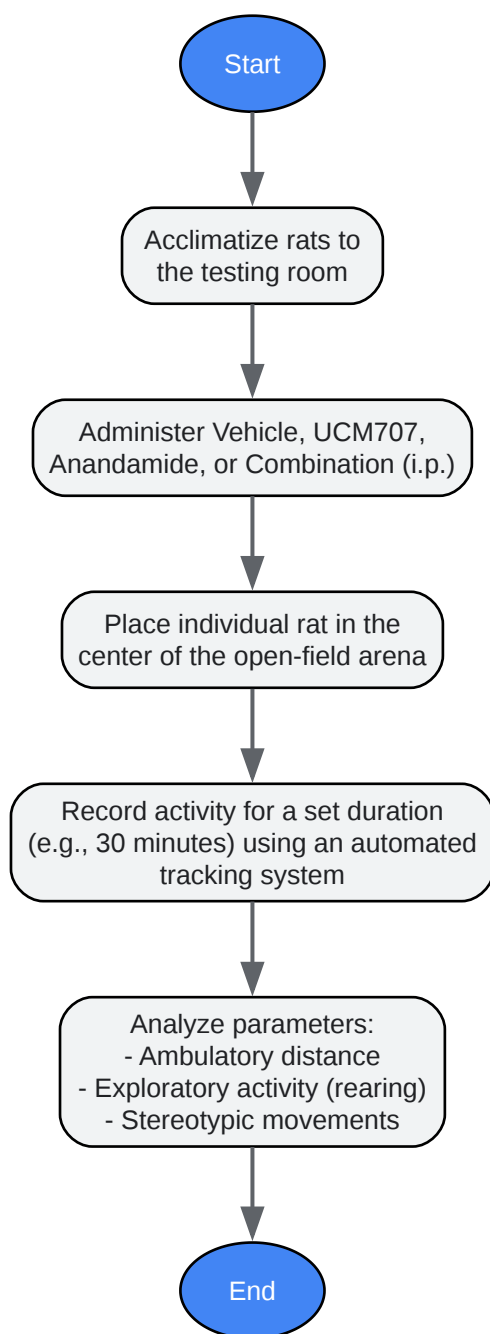 Start
Acclimatize rats to
the testing room
Administer Vehicle, UCM707,
Anandamide, or Combination (i.p.)
Place individual rat in the
center of the open-field arena
Record activity for a set duration
(e.g., 30 minutes) using an automated
tracking system
Analyze parameters:
- Ambulatory distance
- Exploratory activity (rearing)
- Stereotypic movements
End